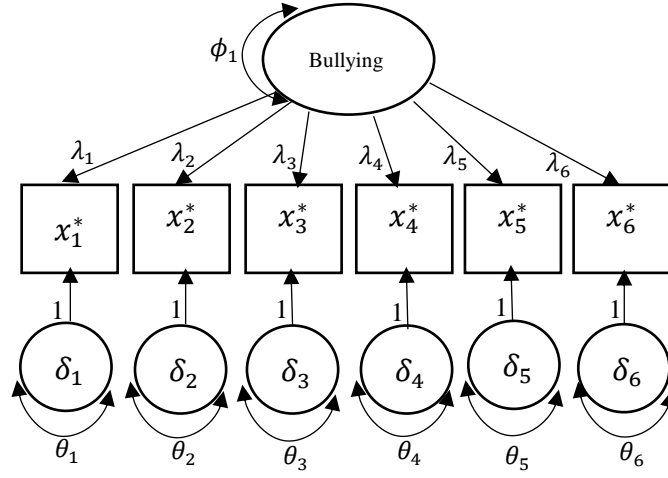 ϕ₁
Bullying
λ₁ λ₂ λ₃ λ₄ λ₅ λ₆
x₁* x₂* x₃* x₄* x₅* x₆*
1 1 1 1 1 1
δ₁ δ₂ δ₃ δ₄ δ₅ δ₆
θ₁ θ₂ θ₃ θ₄ θ₅ θ₆